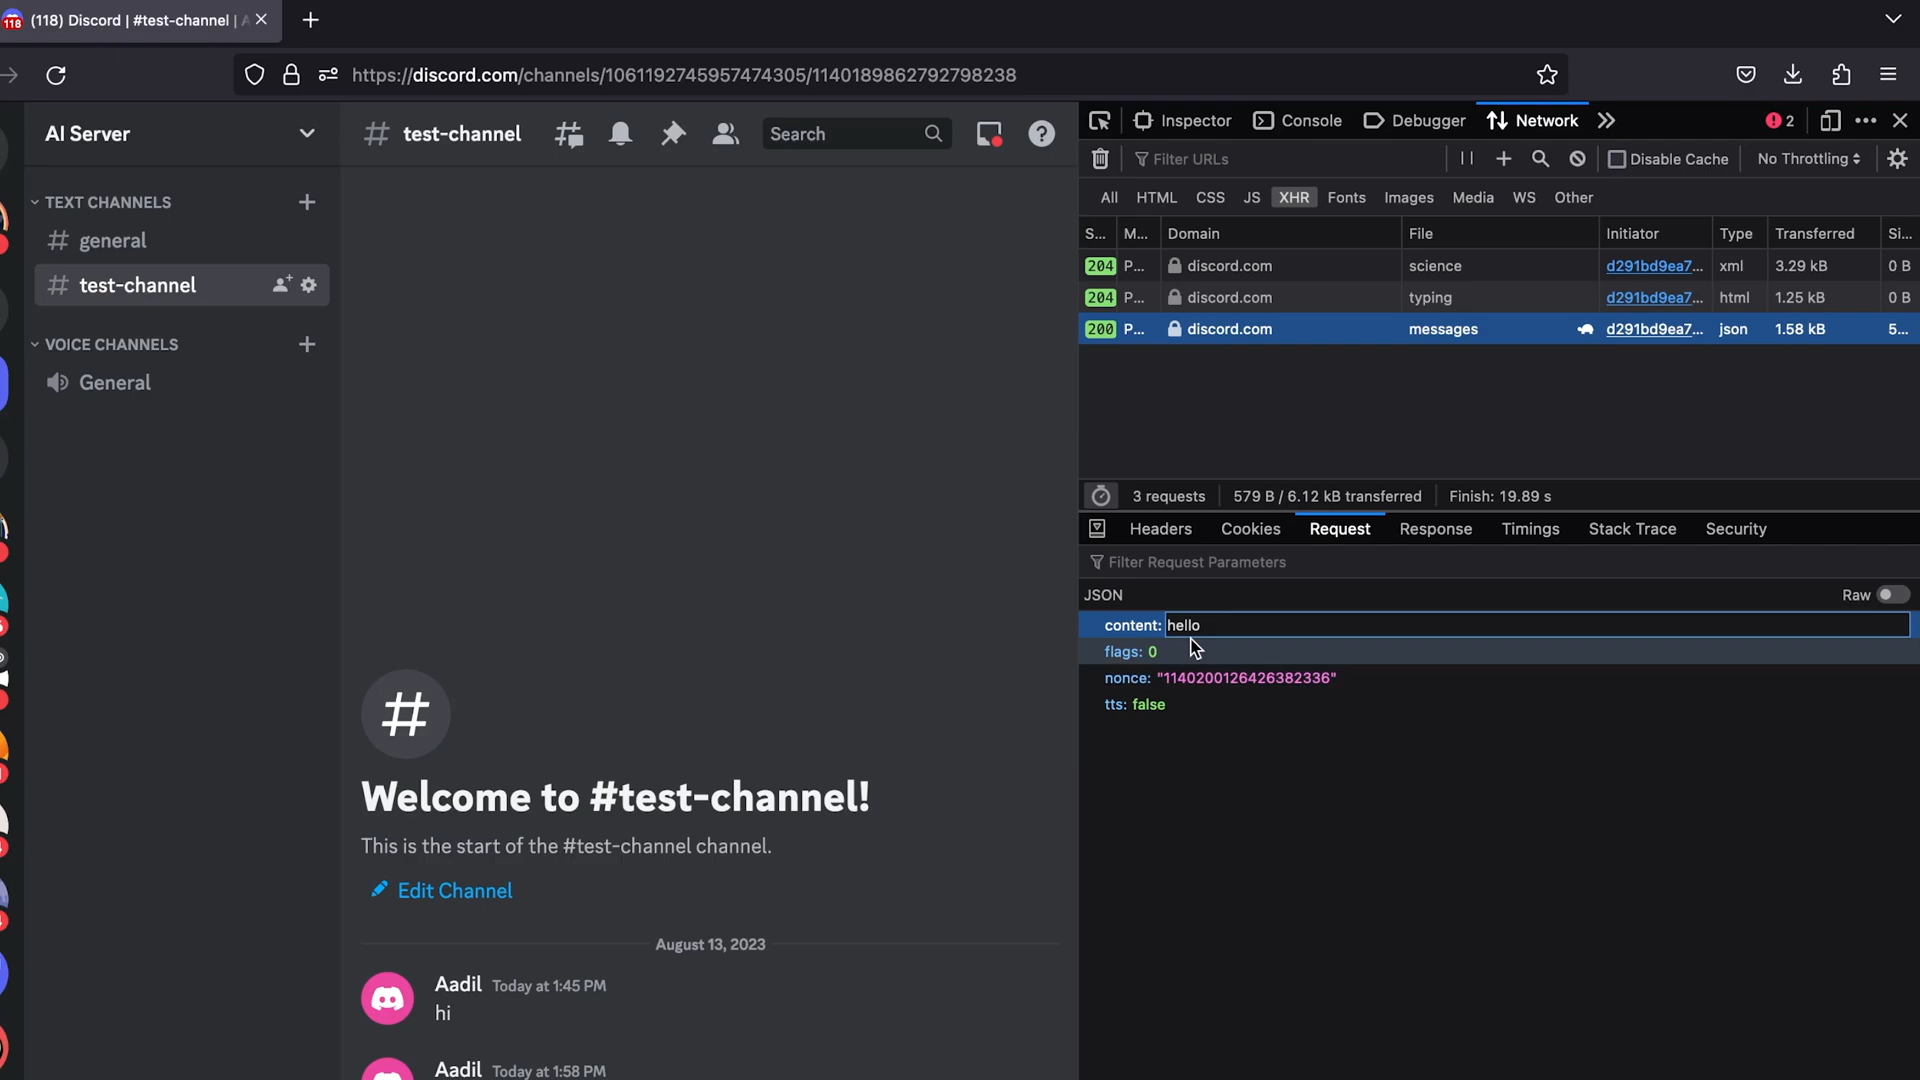 118
(118) Discord | #test-channel |
https://discord.com/channels/1061192745957474305/1140189862792798238
AI Server
test-channel
Search
TEXT CHANNELS
general
test-channel
VOICE CHANNELS
General
Welcome to #test-channel!
This is the start of the #test-channel channel.
Edit Channel
August 13, 2023
Aadil Today at 1:45 PM
hi
Aadil Today at 1:58 PM
Inspector Console Debugger Network 2
Filter URLs Disable Cache No Throttling
All HTML CSS JS XHR Fonts Images Media WS Other
S... M... Domain File Initiator Type Transferred Si...
204 P... discord.com science d291bd9ea7... xml 3.29 kB 0 B
204 P... discord.com typing d291bd9ea7... html 1.25 kB 0 B
200 P... discord.com messages d291bd9ea7... json 1.58 kB 5...
3 requests 579 B / 6.12 kB transferred Finish: 19.89 s
Headers Cookies Request Response Timings Stack Trace Security
Filter Request Parameters
JSON Raw
content: hello
flags: 0
nonce: "1140200126426382336"
tts: false